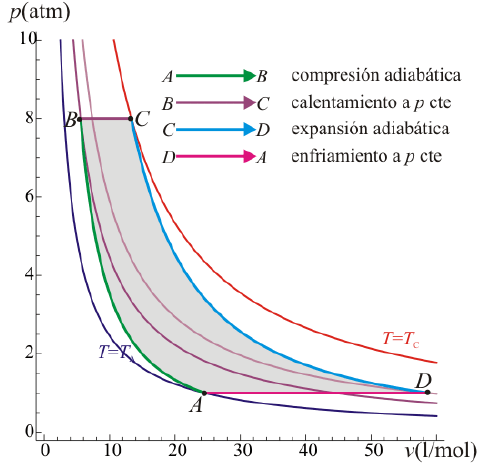 p(atm)
10
A B compresión adiabática
B C calentamiento a p cte
C D expansión adiabática
D A enfriamiento a p cte
B C
8
6
4
T=T_C
2
T=T_A
D
A
0
0 10 20 30 40 50 v(l/mol)